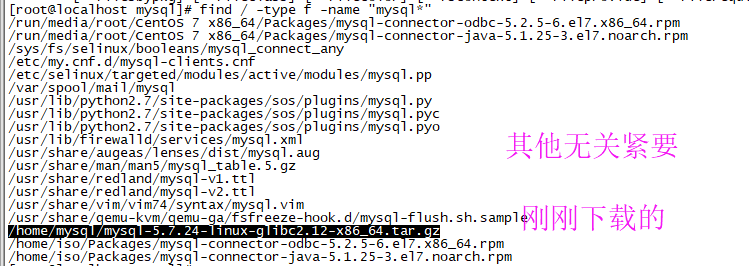 [root@localhost mysql]# find / -type f -name "mysql*"
/run/media/root/CentOS 7 x86_64/Packages/mysql-connector-odbc-5.2.5-6.el7.x86_64.rpm
/run/media/root/CentOS 7 x86_64/Packages/mysql-connector-java-5.1.25-3.el7.noarch.rpm
/sys/fs/selinux/booleans/mysql_connect_any
/etc/my.cnf.d/mysql-clients.cnf
/etc/selinux/targeted/modules/active/modules/mysql.pp
/var/spool/mail/mysql
/usr/lib/python2.7/site-packages/sos/plugins/mysql.py
/usr/lib/python2.7/site-packages/sos/plugins/mysql.pyc
/usr/lib/python2.7/site-packages/sos/plugins/mysql.pyo
/usr/lib/firewalld/services/mysql.xml
/usr/share/augeas/lenses/dist/mysql.aug
其他无关紧要
/usr/share/man/man5/mysql_table.5.gz
/usr/share/redland/mysql-v1.ttl
/usr/share/redland/mysql-v2.ttl
/usr/share/vim/vim74/syntax/mysql.vim
/usr/share/qemu-kvm/qemu-ga/fsfreeze-hook.d/mysql-flush.sh.sample
刚刚下载的
/home/mysql/mysql-5.7.24-linux-glibc2.12-x86_64.tar.gz
/home/iso/Packages/mysql-connector-odbc-5.2.5-6.el7.x86_64.rpm
/home/iso/Packages/mysql-connector-java-5.1.25-3.el7.noarch.rpm